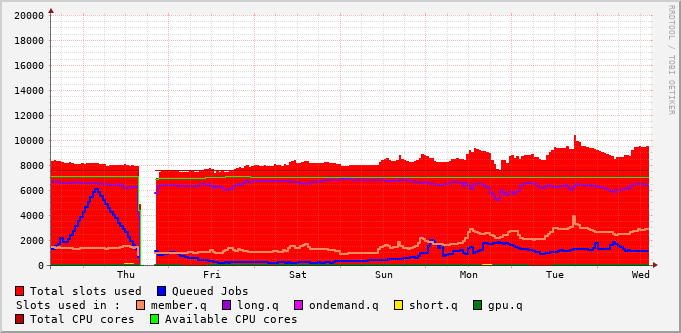 RRDTOOL / TOBI OETIKER
20000
18000
16000
14000
12000
10000
8000
6000
4000
2000
0
Thu Fri Sat Sun Mon Tue Wed
Total slots used Queued Jobs
Slots used in : member.q long.q ondemand.q short.q gpu.q
Total CPU cores Available CPU cores